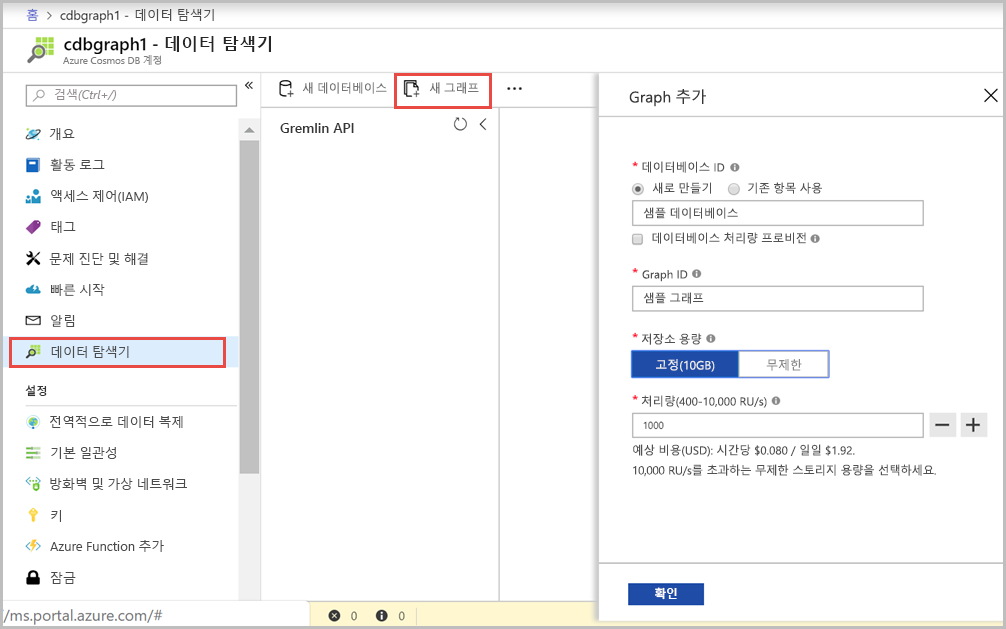 홈 > cdbgraph1 - 데이터 탐색기
cdbgraph1 - 데이터 탐색기
Azure Cosmos DB 계정
검색(Ctrl+/)
«
개요
활동 로그
액세스 제어(IAM)
태그
문제 진단 및 해결
빠른 시작
알림
데이터 탐색기
설정
전역적으로 데이터 복제
기본 일관성
방화벽 및 가상 네트워크
키
Azure Function 추가
잠금
/ms.portal.azure.com/#
새 데이터베이스 새 그래프 ...
Gremlin API
0 0
Graph 추가
* 데이터베이스 ID
새로 만들기 기존 항목 사용
샘플 데이터베이스
데이터베이스 처리량 프로비전
* Graph ID
샘플 그래프
* 저장소 용량
고정(10GB) 무제한
* 처리량(400-10,000 RU/s)
1000
예상 비용(USD): 시간당 $0.080 / 일일 $1.92.
10,000 RU/s를 초과하는 무제한 스토리지 용량을 선택하세요.
확인